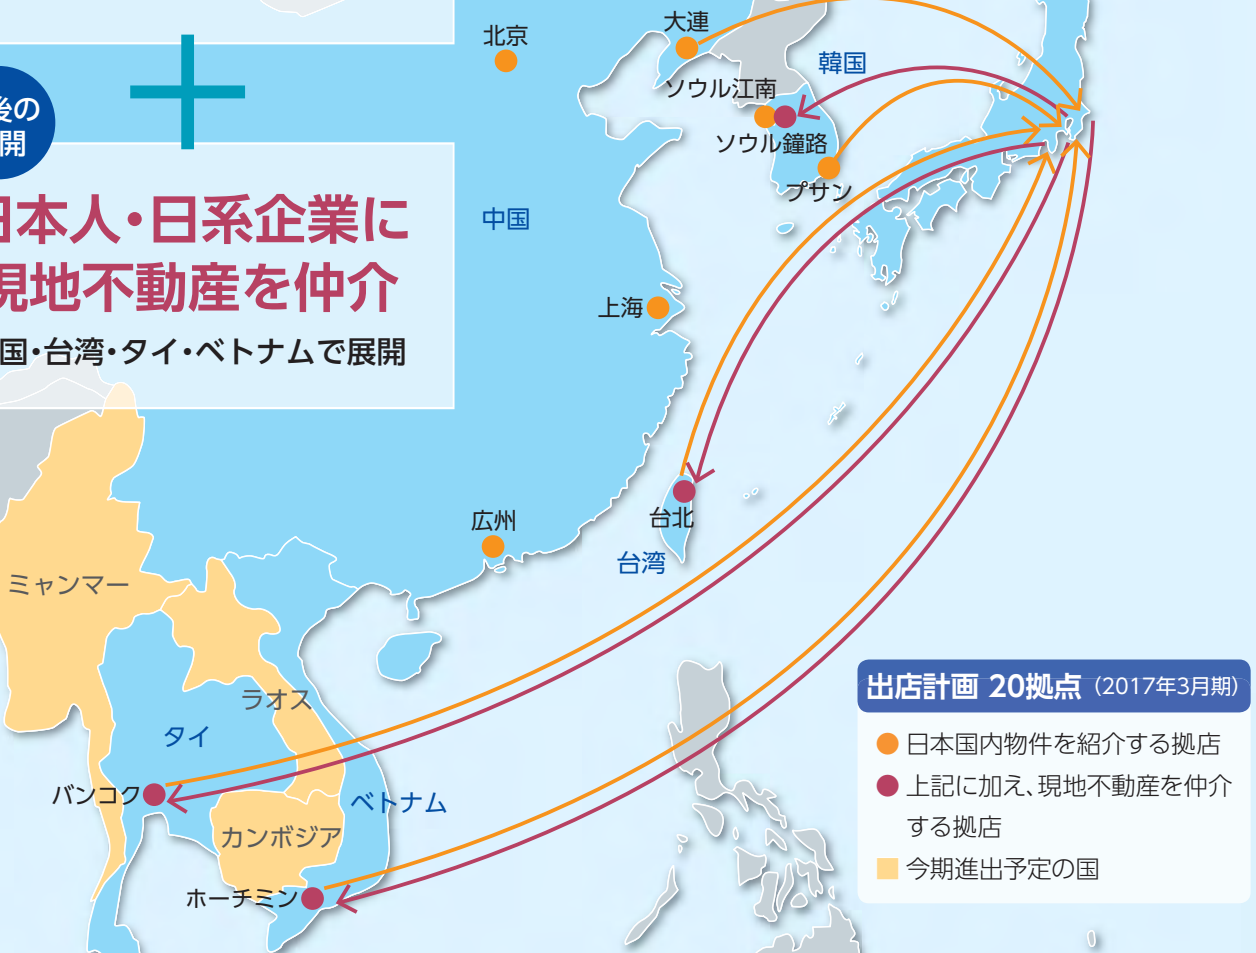 後の
開
日本人・日系企業に
現地不動産を仲介
国・台湾・タイ・ベトナムで展開
北京
大連
韓国
ソウル江南
ソウル鐘路
プサン
中国
上海
広州
台北
台湾
ミャンマー
ラオス
タイ
バンコク
ベトナム
カンボジア
ホーチミン
出店計画 20拠点（2017年3月期）
日本国内物件を紹介する拠点
上記に加え、現地不動産を仲介
する拠点
今期進出予定の国